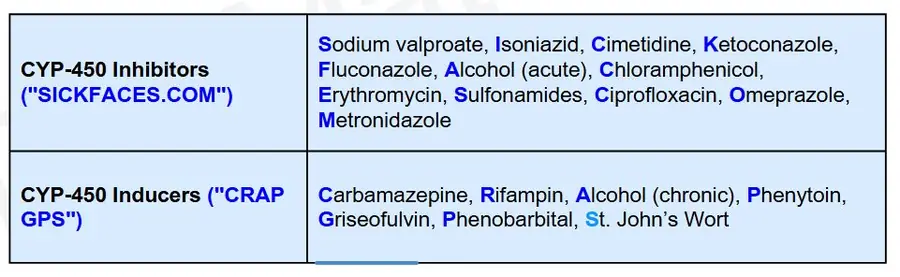 CYP-450 Inhibitors
("SICKFACES.COM")
Sodium valproate, Isoniazid, Cimetidine, Ketoconazole,
Fluconazole, Alcohol (acute), Chloramphenicol,
Erythromycin, Sulfonamides, Ciprofloxacin, Omeprazole,
Metronidazole
CYP-450 Inducers ("CRAP
GPS")
Carbamazepine, Rifampin, Alcohol (chronic), Phenytoin,
Griseofulvin, Phenobarbital, St. John’s Wort